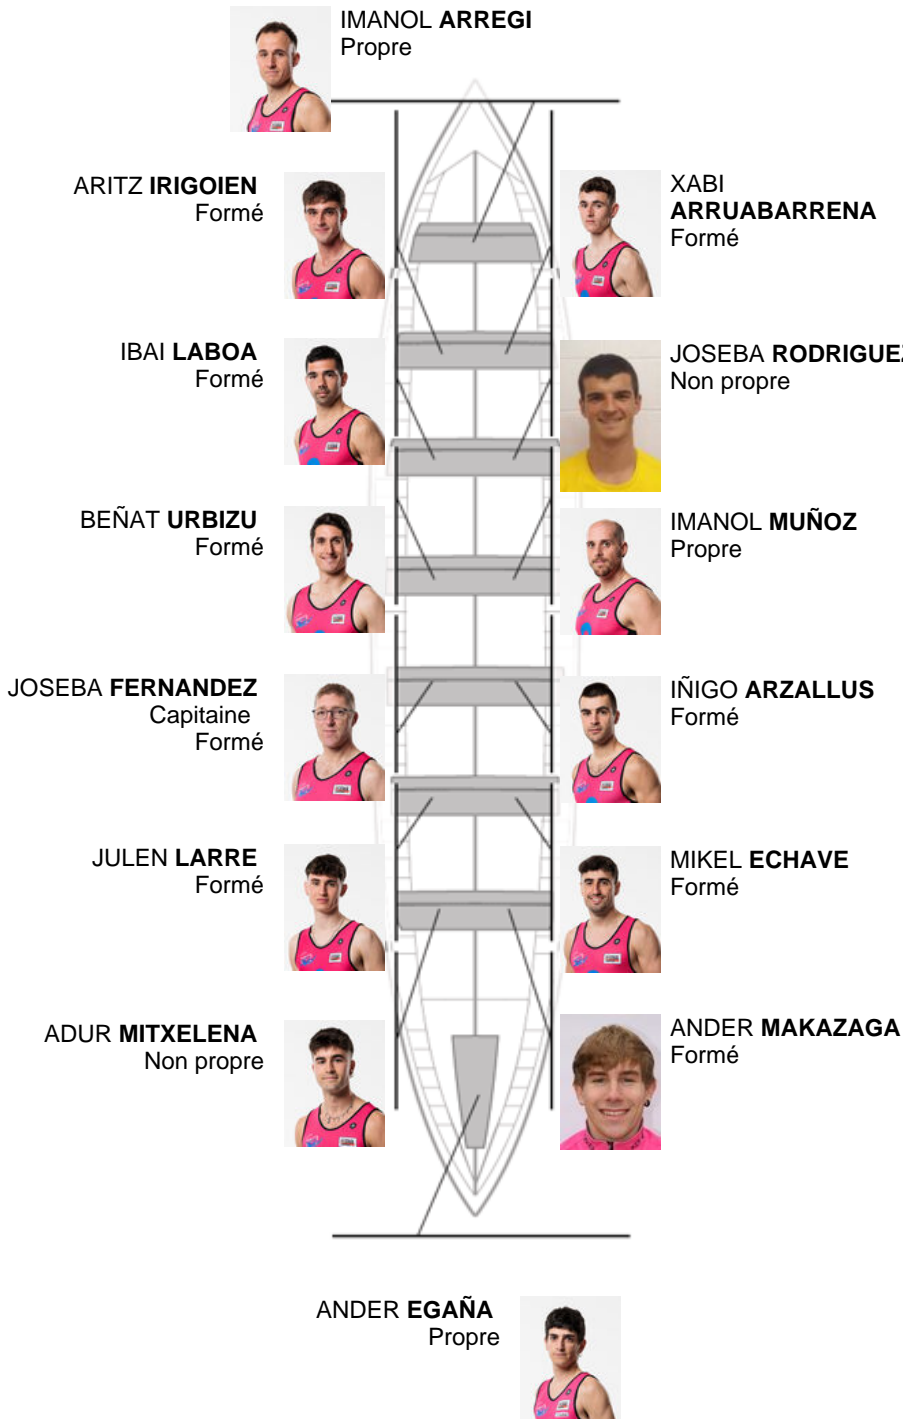 IMANOL ARREGI
Propre
ARITZ IRIGOIEN
Formé
XABI
ARRUABARRENA
Formé
IBAI LABOA
Formé
JOSEBA RODRIGUEZ
Non propre
BEÑAT URBIZU
Formé
IMANOL MUÑOZ
Propre
JOSEBA FERNANDEZ
Capitaine
Formé
IÑIGO ARZALLUS
Formé
JULEN LARRE
Formé
MIKEL ECHAVE
Formé
ADUR MITXELENA
Non propre
ANDER MAKAZAGA
Formé
ANDER EGAÑA
Propre